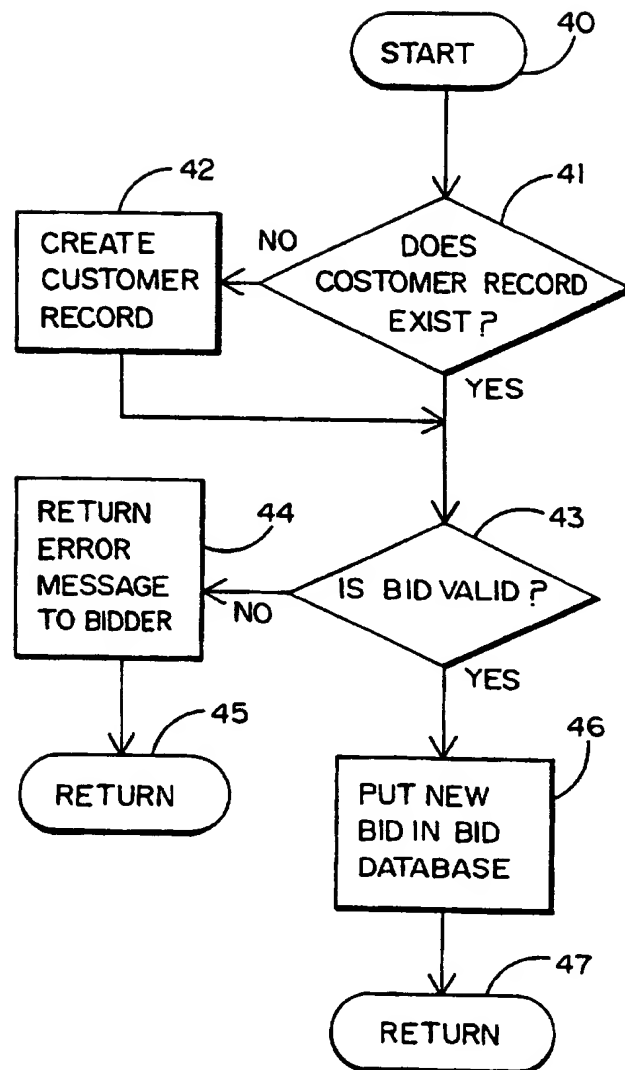 START
40
42
41
CREATE
CUSTOMER
RECORD
NO
DOES
COSTOMER RECORD
EXIST?
YES
RETURN
ERROR
MESSAGE
TO BIDDER
44
43
NO
IS BID VALID?
YES
45
RETURN
46
PUT NEW
BID IN BID
DATABASE
47
RETURN